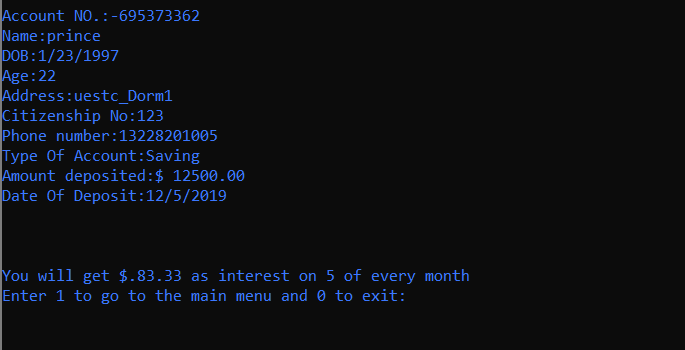 Account NO.:-695373362
Name:prince
DOB:1/23/1997
Age:22
Address:uestc_Dorm1
Citizenship No:123
Phone number:13228201005
Type Of Account:Saving
Amount deposited:$ 12500.00
Date Of Deposit:12/5/2019
You will get $.83.33 as interest on 5 of every month
Enter 1 to go to the main menu and 0 to exit: